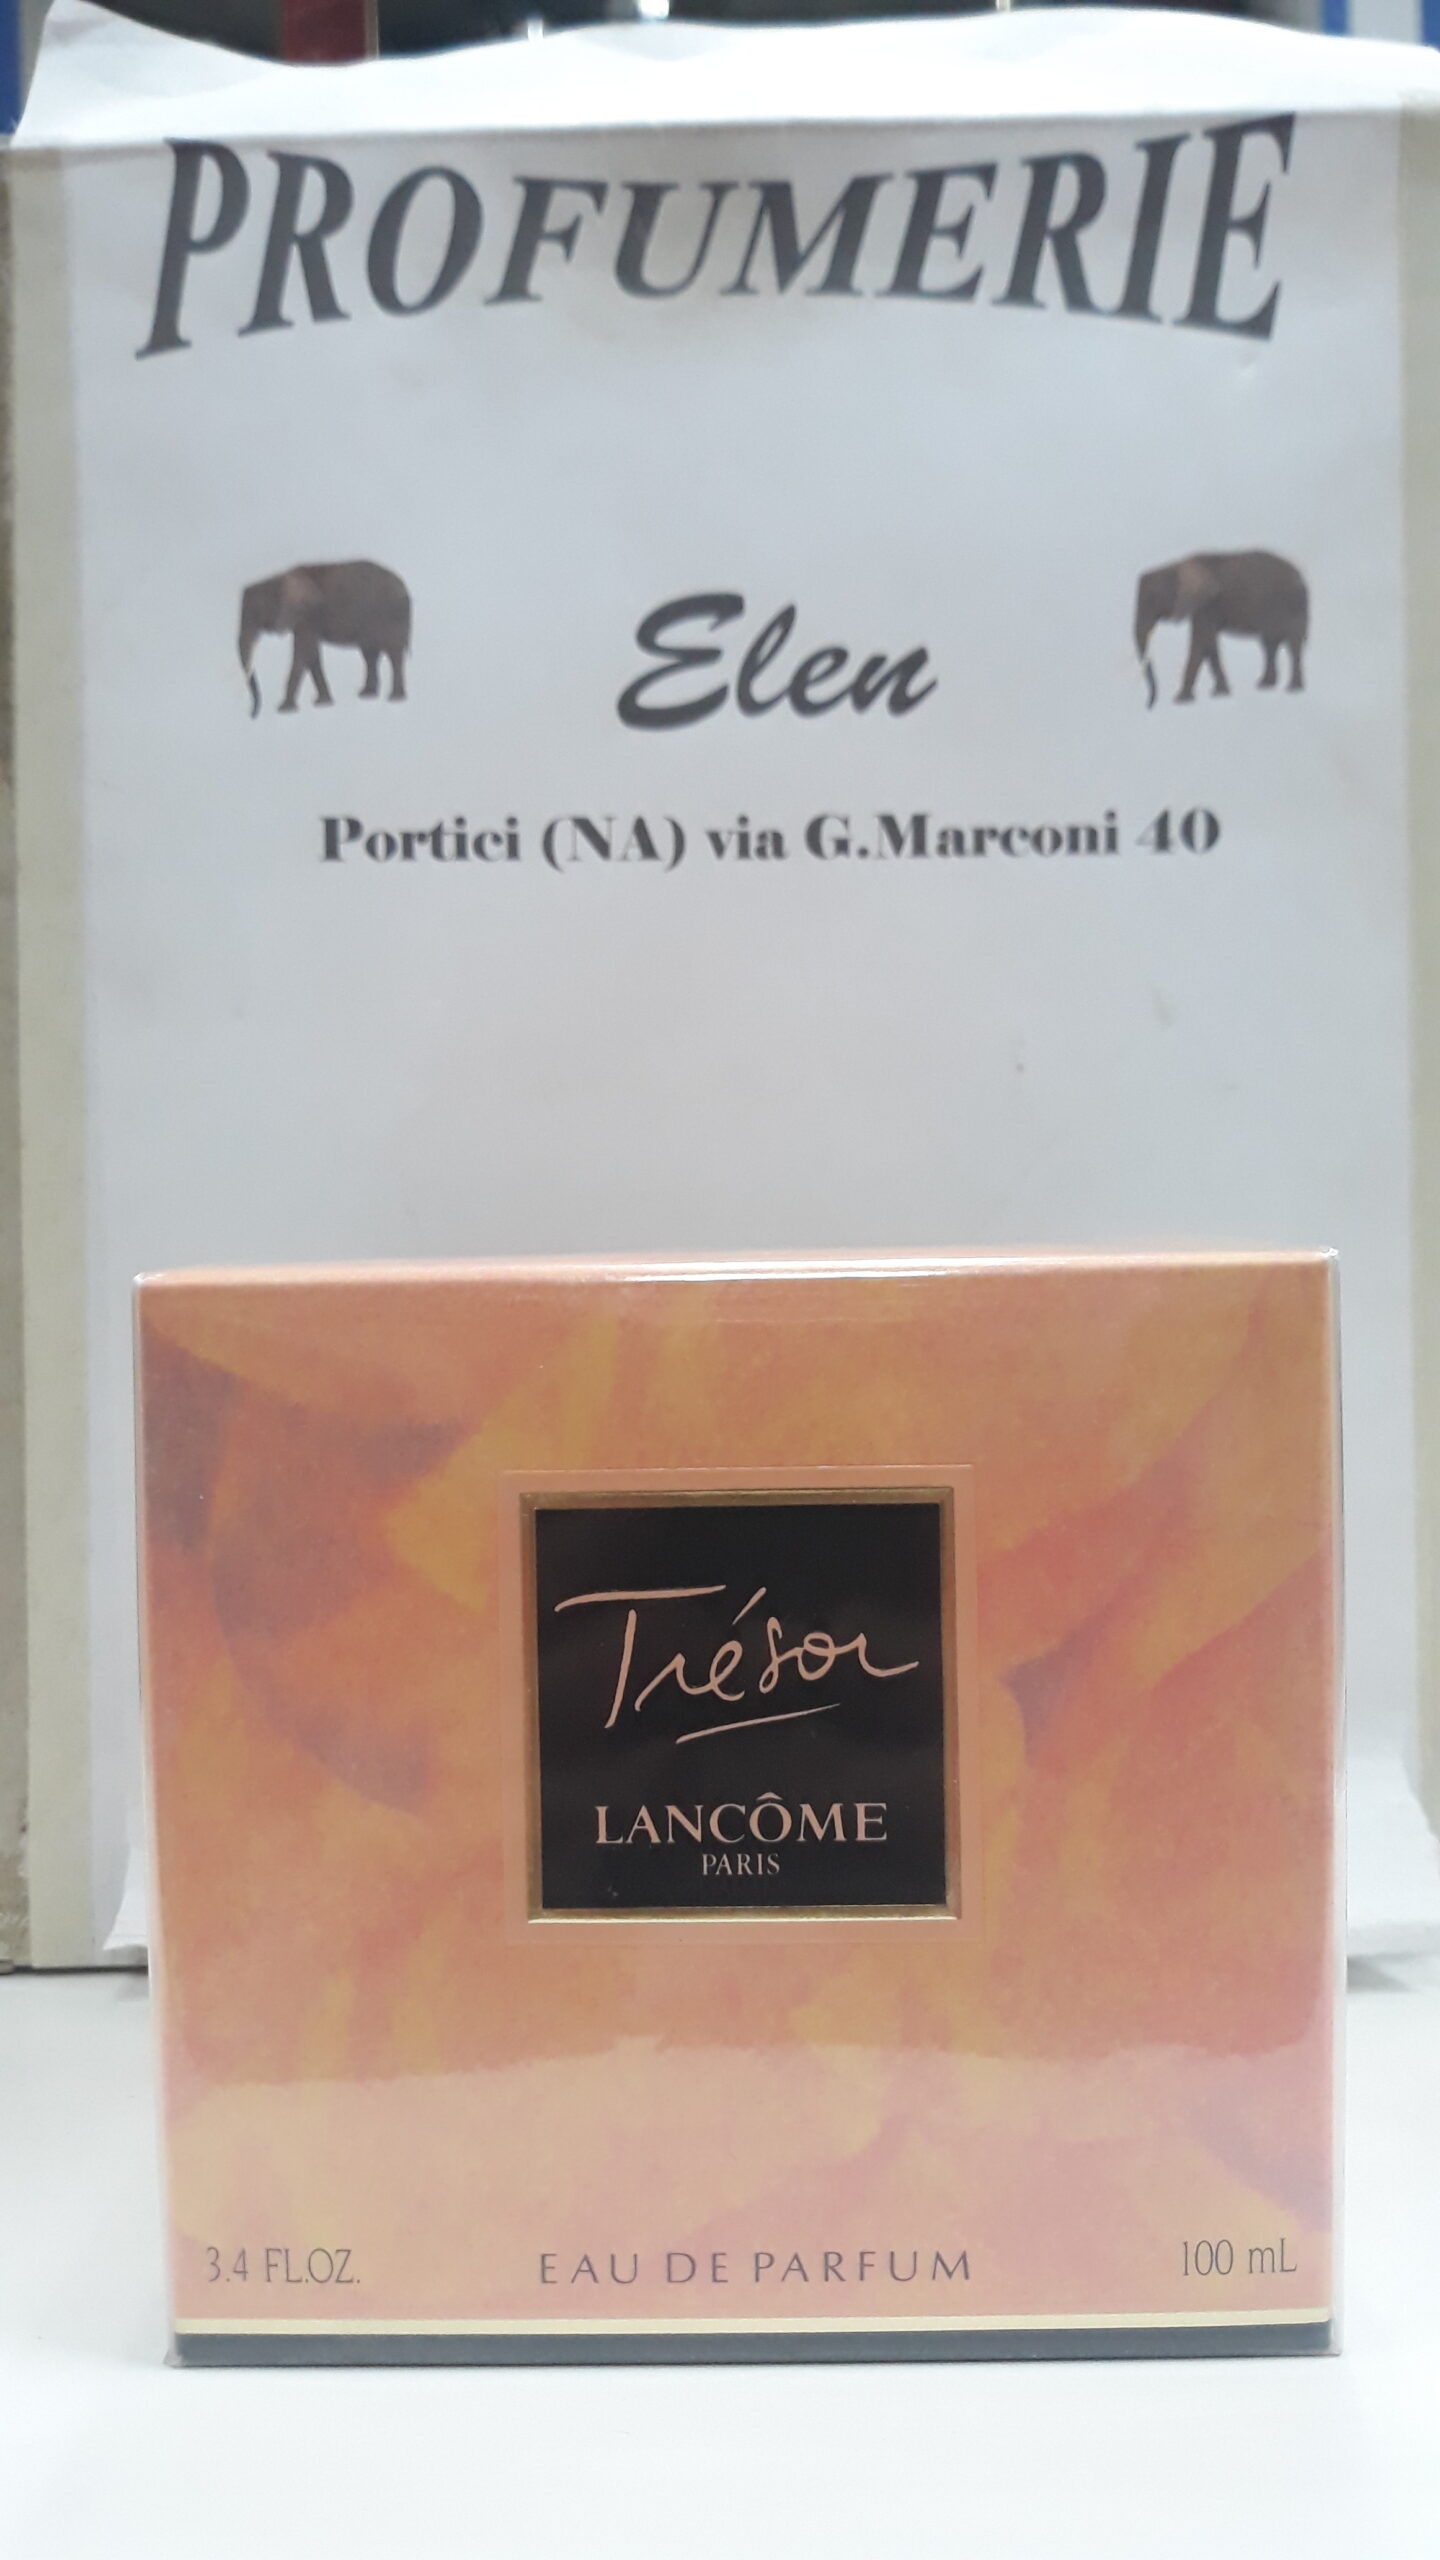 PROFUMERIE
Elen
Portici (NA) via G.Marconi 40
Trésor
LANCÔME
PARIS
3.4 FL.OZ. EAU DE PARFUM 100 mL